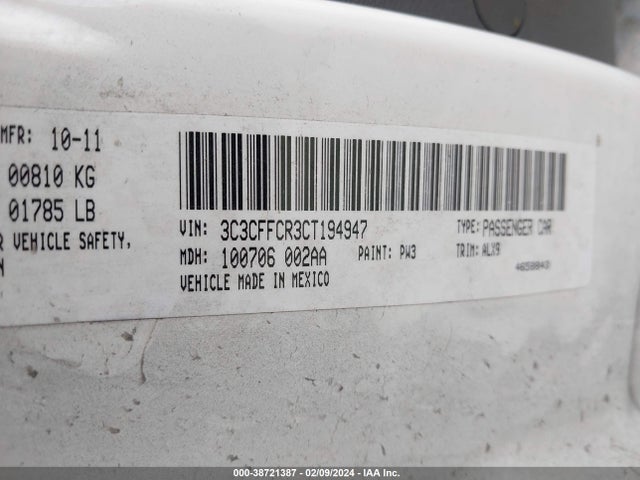 MFR: 10-11
00810 KG
01785 LB
R VEHICLE SAFETY,
N
VIN: 3C3CFFCR3CT194947
TYPE: PASSENGER CAR
MDH: 100706 002AA
PAINT: PW3
TRIM: ALX9
VEHICLE MADE IN MEXICO
000-38721387 - 02/09/2024 - IAA Inc.